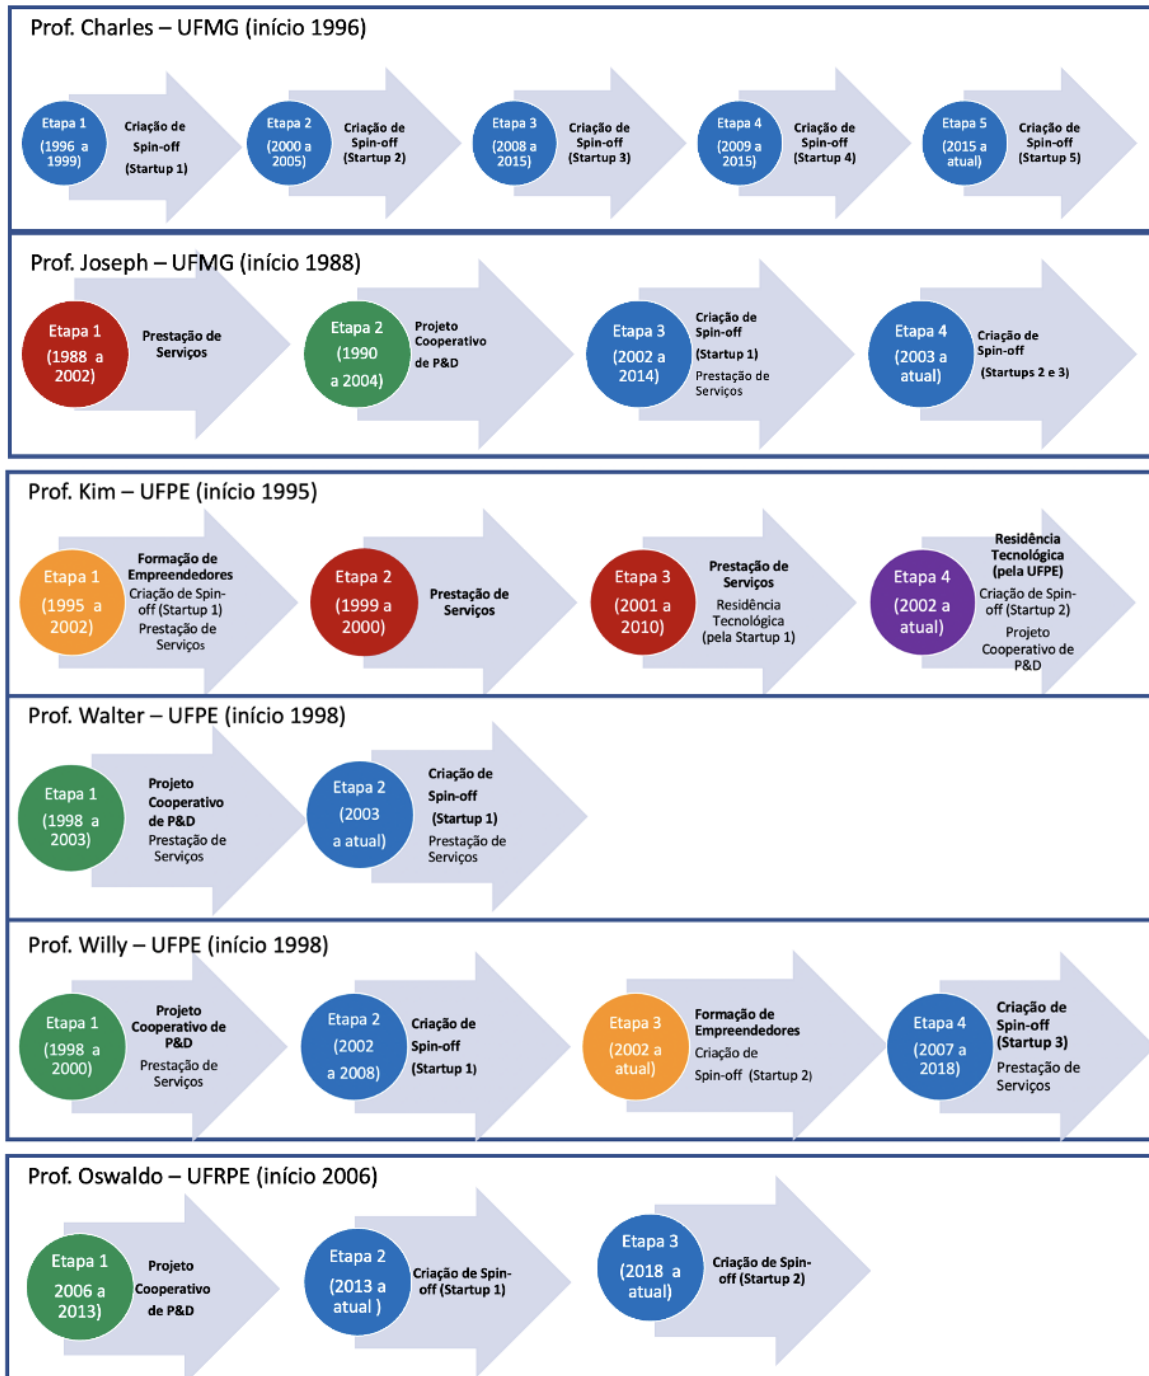 Prof. Charles – UFMG (início 1996)
Etapa 1
(1996 a
1999)
Criação de
Spin-off
(Startup 1)
Etapa 2
(2000 a
2005)
Criação de
Spin-off
(Startup 2)
Etapa 3
(2008 a
2015)
Criação de
Spin-off
(Startup 3)
Etapa 4
(2009 a
2015)
Criação de
Spin-off
(Startup 4)
Etapa 5
(2015 a
atual)
Criação de
Spin-off
(Startup 5)
Prof. Joseph – UFMG (início 1988)
Etapa 1
(1988 a
2002)
Prestação de
Serviços
Etapa 2
(1990
a 2004)
Projeto
Cooperativo
de P&D
Etapa 3
(2002 a
2014)
Criação de
Spin-off
(Startup 1)
Prestação de
Serviços
Etapa 4
(2003 a
atual)
Criação de
Spin-off
(Startups 2 e 3)
Prof. Kim – UFPE (início 1995)
Etapa 1
(1995 a
2002)
Formação de
Empreendedores
Criação de Spin-
off (Startup 1)
Prestação de
Serviços
Etapa 2
(1999 a
2000)
Prestação de
Serviços
Etapa 3
(2001 a
2010)
Prestação de
Serviços
Residência
Tecnológica
(pela Startup 1)
Etapa 4
(2002 a
atual)
Residência
Tecnológica
(pela UFPE)
Criação de Spin-
off (Startup 2)
Projeto
Cooperativo de
P&D
Prof. Walter – UFPE (início 1998)
Etapa 1
(1998 a
2003)
Projeto
Cooperativo
de P&D
Prestação de
Serviços
Etapa 2
(2003
a atual)
Criação de
Spin-off
(Startup 1)
Prestação de
Serviços
Prof. Willy – UFPE (início 1998)
Etapa 1
(1998 a
2000)
Projeto
Cooperativo de
P&D
Prestação de
Serviços
Etapa 2
(2002
a 2008)
Criação de
Spin-off
(Startup 1)
Etapa 3
(2002 a
atual)
Formação de
Empreendedores
Criação de
Spin-off (Startup 2)
Etapa 4
(2007 a
2018)
Criação de
Spin-off
(Startup 3)
Prestação de
Serviços
Prof. Oswaldo – UFRPE (início 2006)
Etapa 1
2006 a
2013)
Projeto
Cooperativo
de P&D
Etapa 2
(2013 a
atual )
Criação de Spin-
off (Startup 1)
Etapa 3
(2018 a
atual)
Criação de Spin-
off (Startup 2)